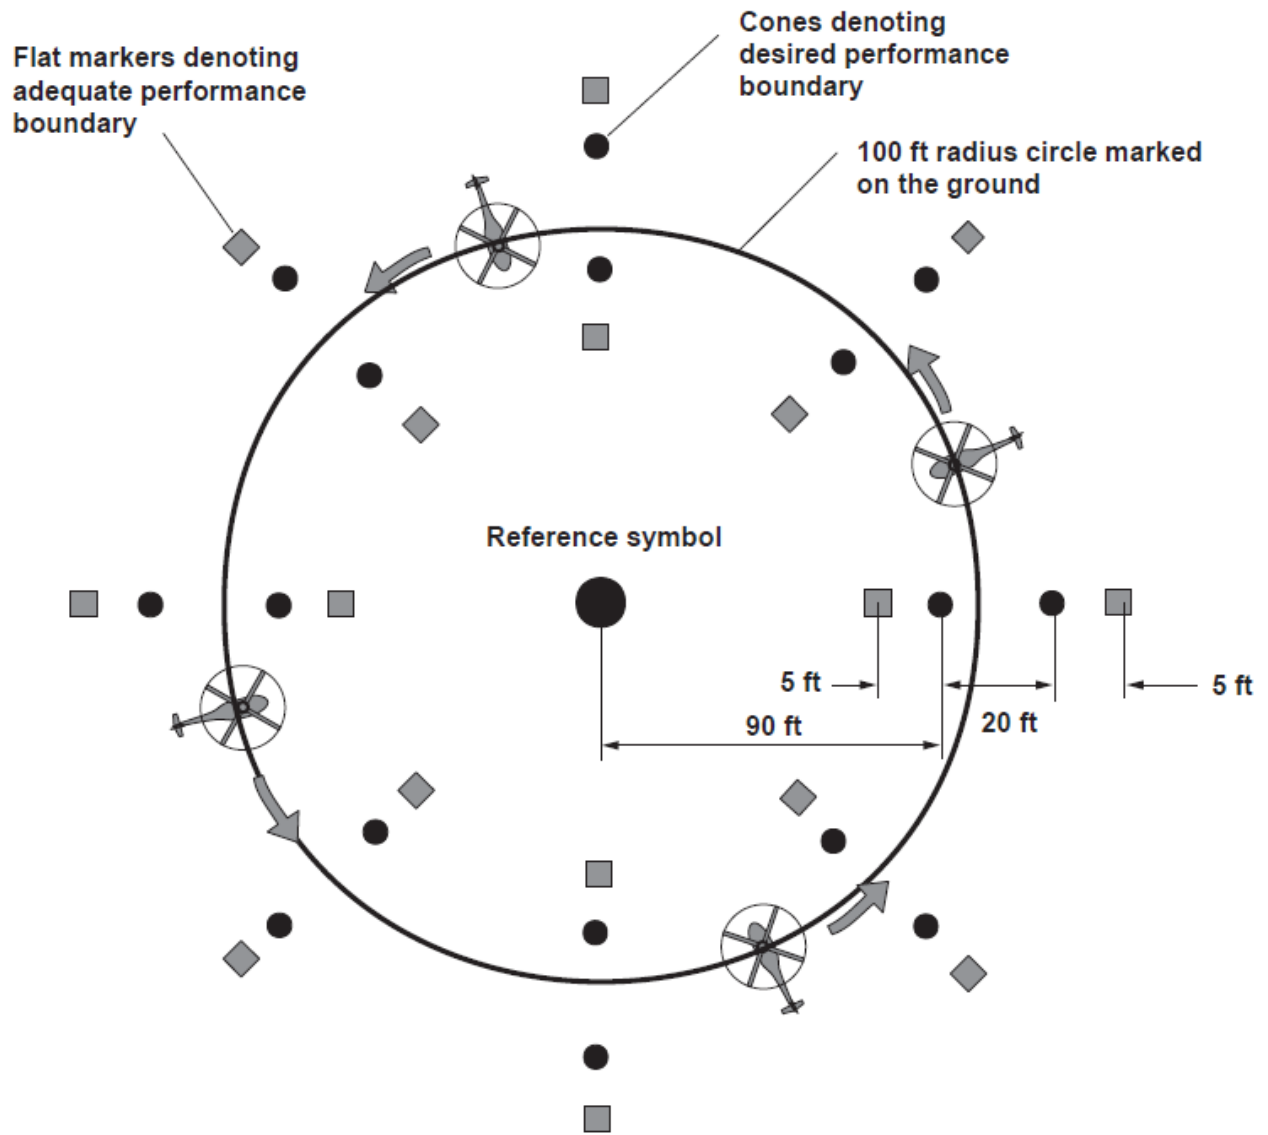 Flat markers denoting
adequate performance
boundary
Cones denoting
desired performance
boundary
100 ft radius circle marked
on the ground
Reference symbol
5 ft
5 ft
20 ft
90 ft